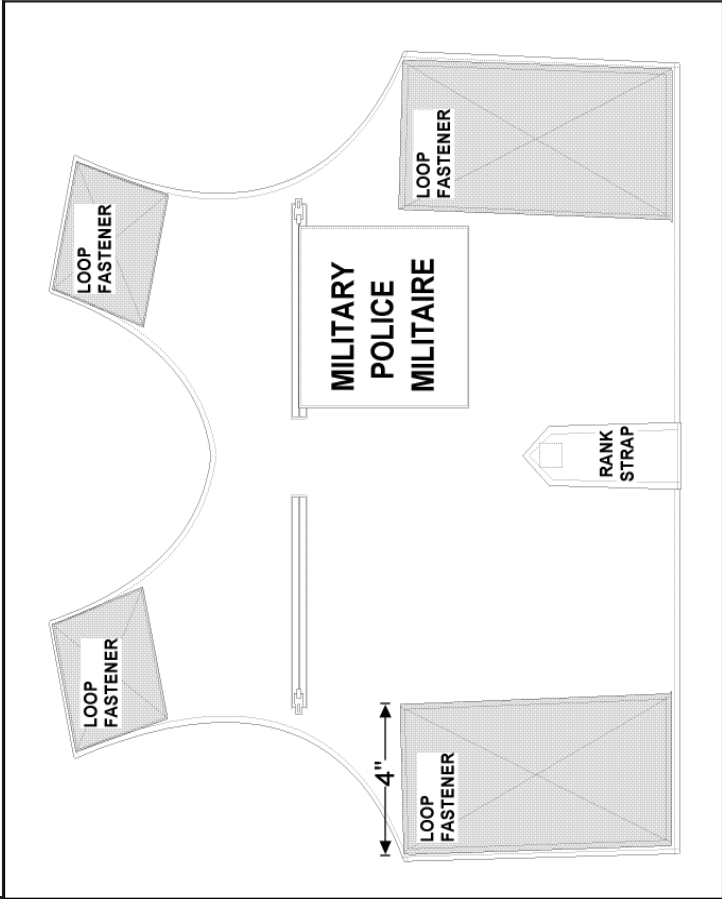 LOOP
FASTENER
LOOP
FASTENER
MILITARY
POLICE
MILITAIRE
4"
LOOP
FASTENER
LOOP
FASTENER
RANK
STRAP